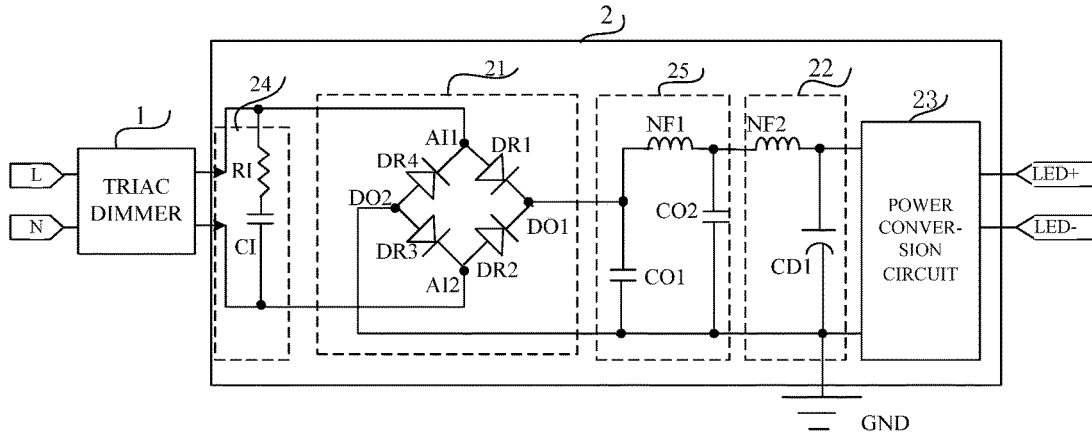 2
21
25
22
24
23
1
NF1
NF2
AI1
DR1
DR4
RI
L
TRIAC
DIMMER
LED+
DO2
DO1
CO2
POWER
CONVER-
SION
CIRCUIT
N
LED-
CI
DR3
DR2
CO1
CD1
AI2
GND